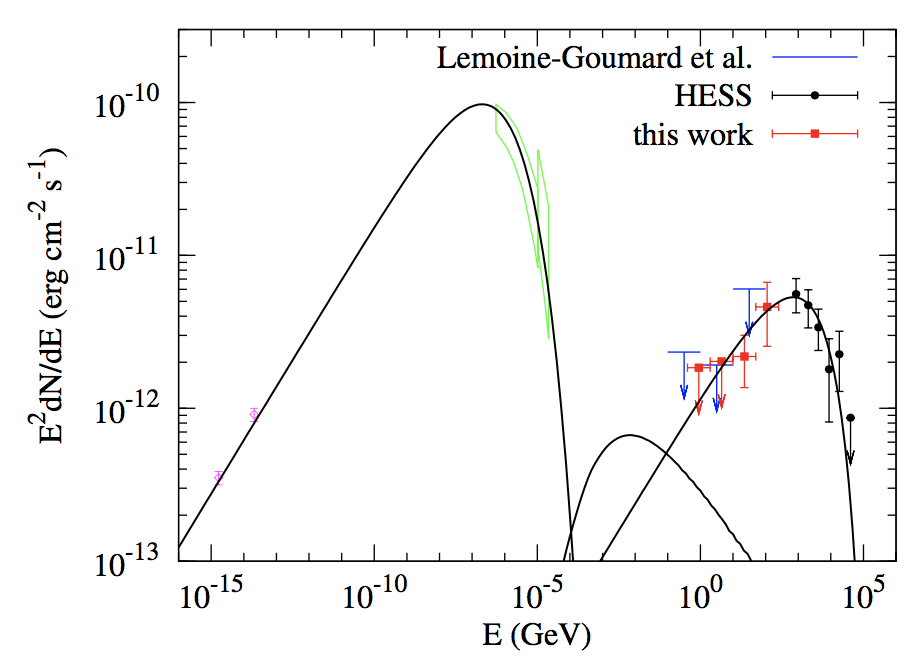 Lemoine-Goumard et al.
HESS
this work
10^-10
10^-11
10^-12
10^-13
E^2dN/dE (erg cm^-2 s^-1)
10^-15 10^-10 10^-5 10^0 10^5
E (GeV)